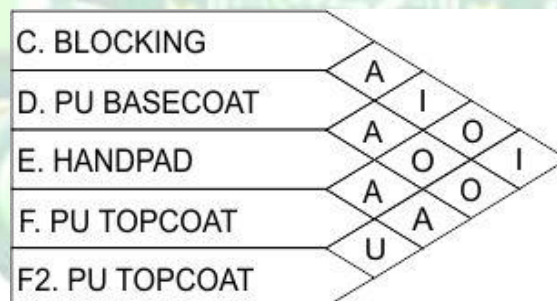 C. BLOCKING
A
D. PU BASECOAT I
A O
E. HANDPAD O I
A O
F. PU TOPCOAT A
U
F2. PU TOPCOAT